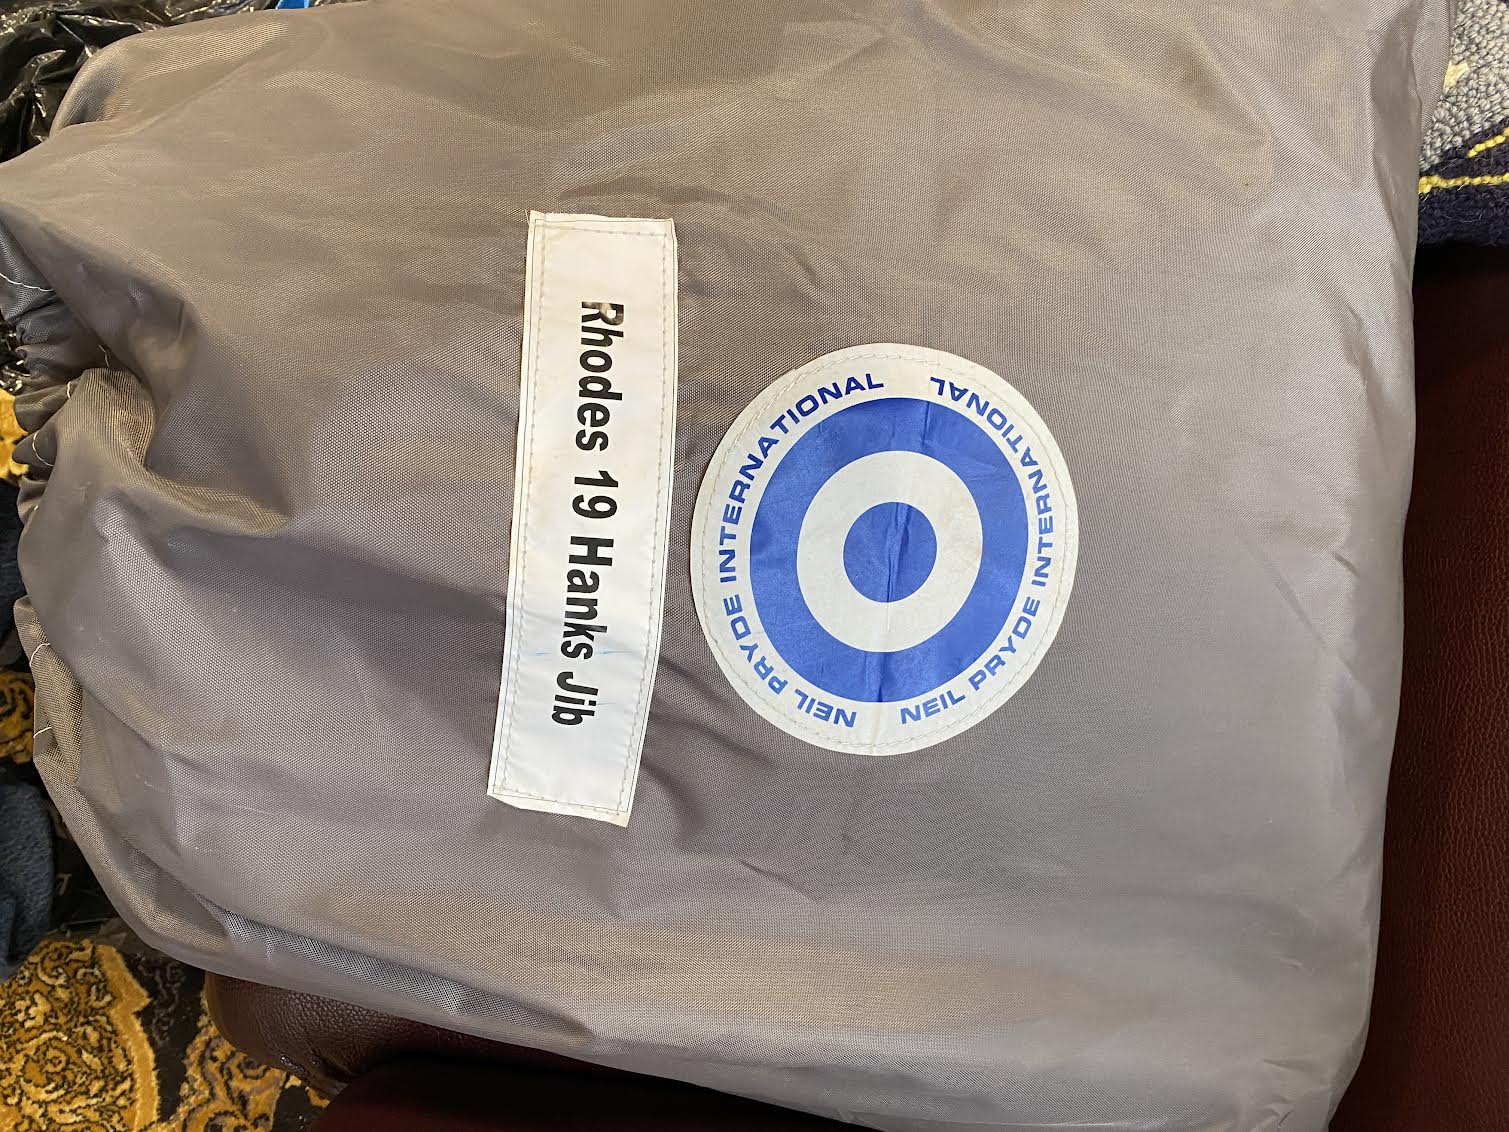 Rhodes 19 Hanks Jib
NEIL PRYDE INTERNATIONAL
NEIL PRYDE INTERNATIONAL